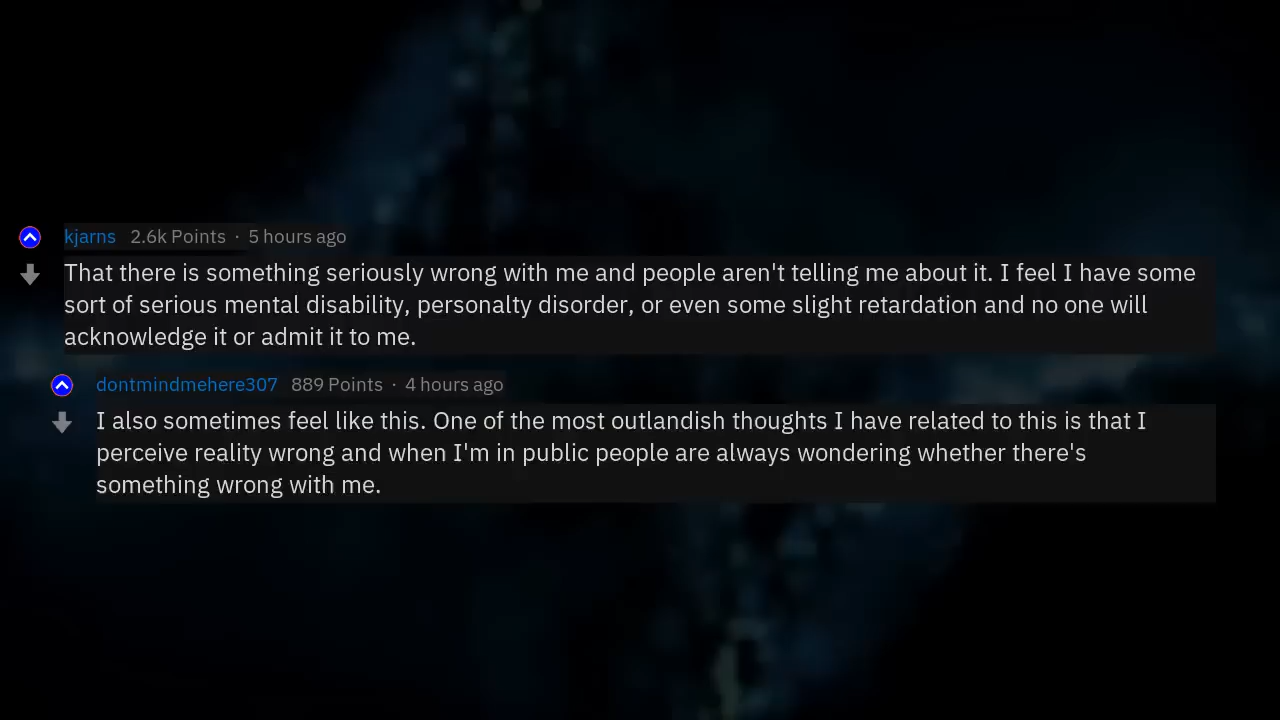 kjarns 2.6k Points · 5 hours ago
That there is something seriously wrong with me and people aren't telling me about it. I feel I have some
sort of serious mental disability, personalty disorder, or even some slight retardation and no one will
acknowledge it or admit it to me.
dontmindmehere307 889 Points · 4 hours ago
I also sometimes feel like this. One of the most outlandish thoughts I have related to this is that I
perceive reality wrong and when I'm in public people are always wondering whether there's
something wrong with me.